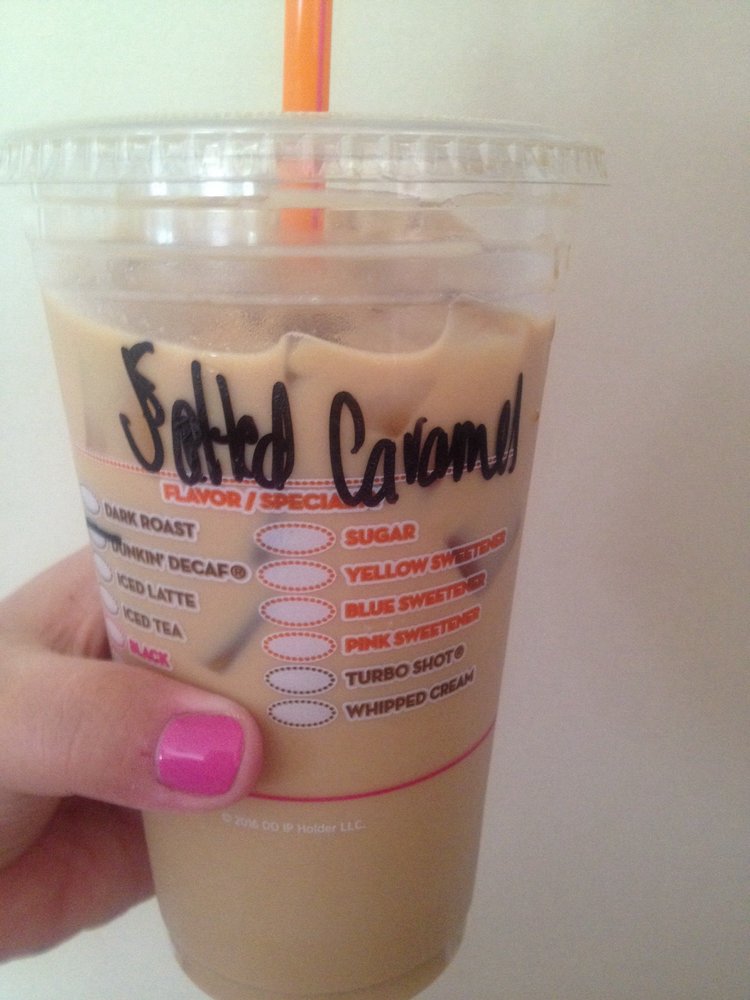 Salted Caramel
FLAVOR / SPECIAL
DARK ROAST
DUNKIN' DECAF®
ICED LATTE
ICED TEA
BLACK
SUGAR
YELLOW SWEETENER
BLUE SWEETENER
PINK SWEETENER
TURBO SHOT®
WHIPPED CREAM
© 2016 DD IP Holder LLC.